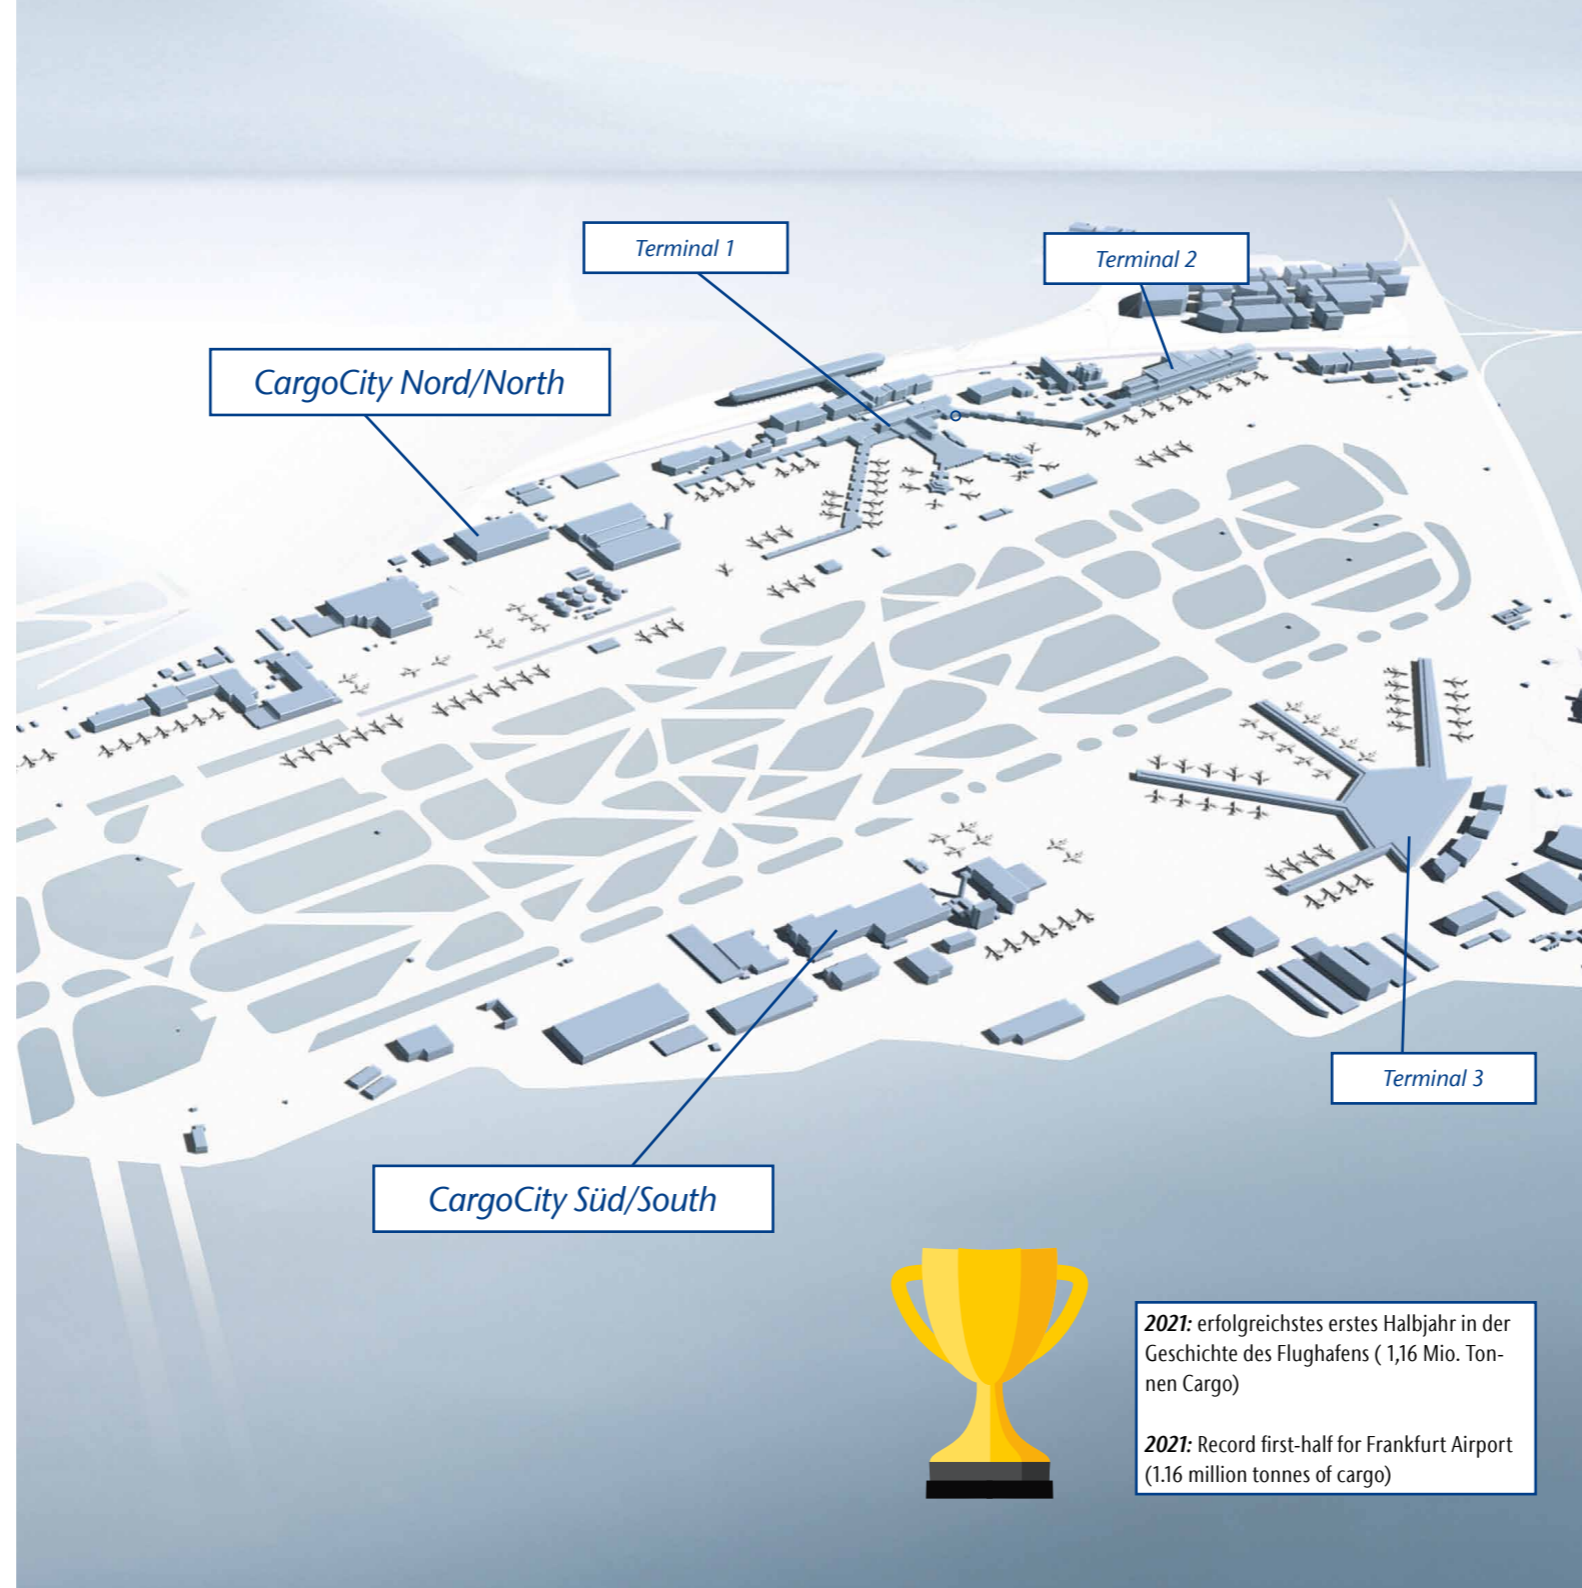 Terminal 1
Terminal 2
CargoCity Nord/North
Terminal 3
CargoCity Süd/South
2021: erfolgreichstes erstes Halbjahr in der
Geschichte des Flughafens ( 1,16 Mio. Ton-
nen Cargo)
2021: Record first-half for Frankfurt Airport
(1.16 million tonnes of cargo)